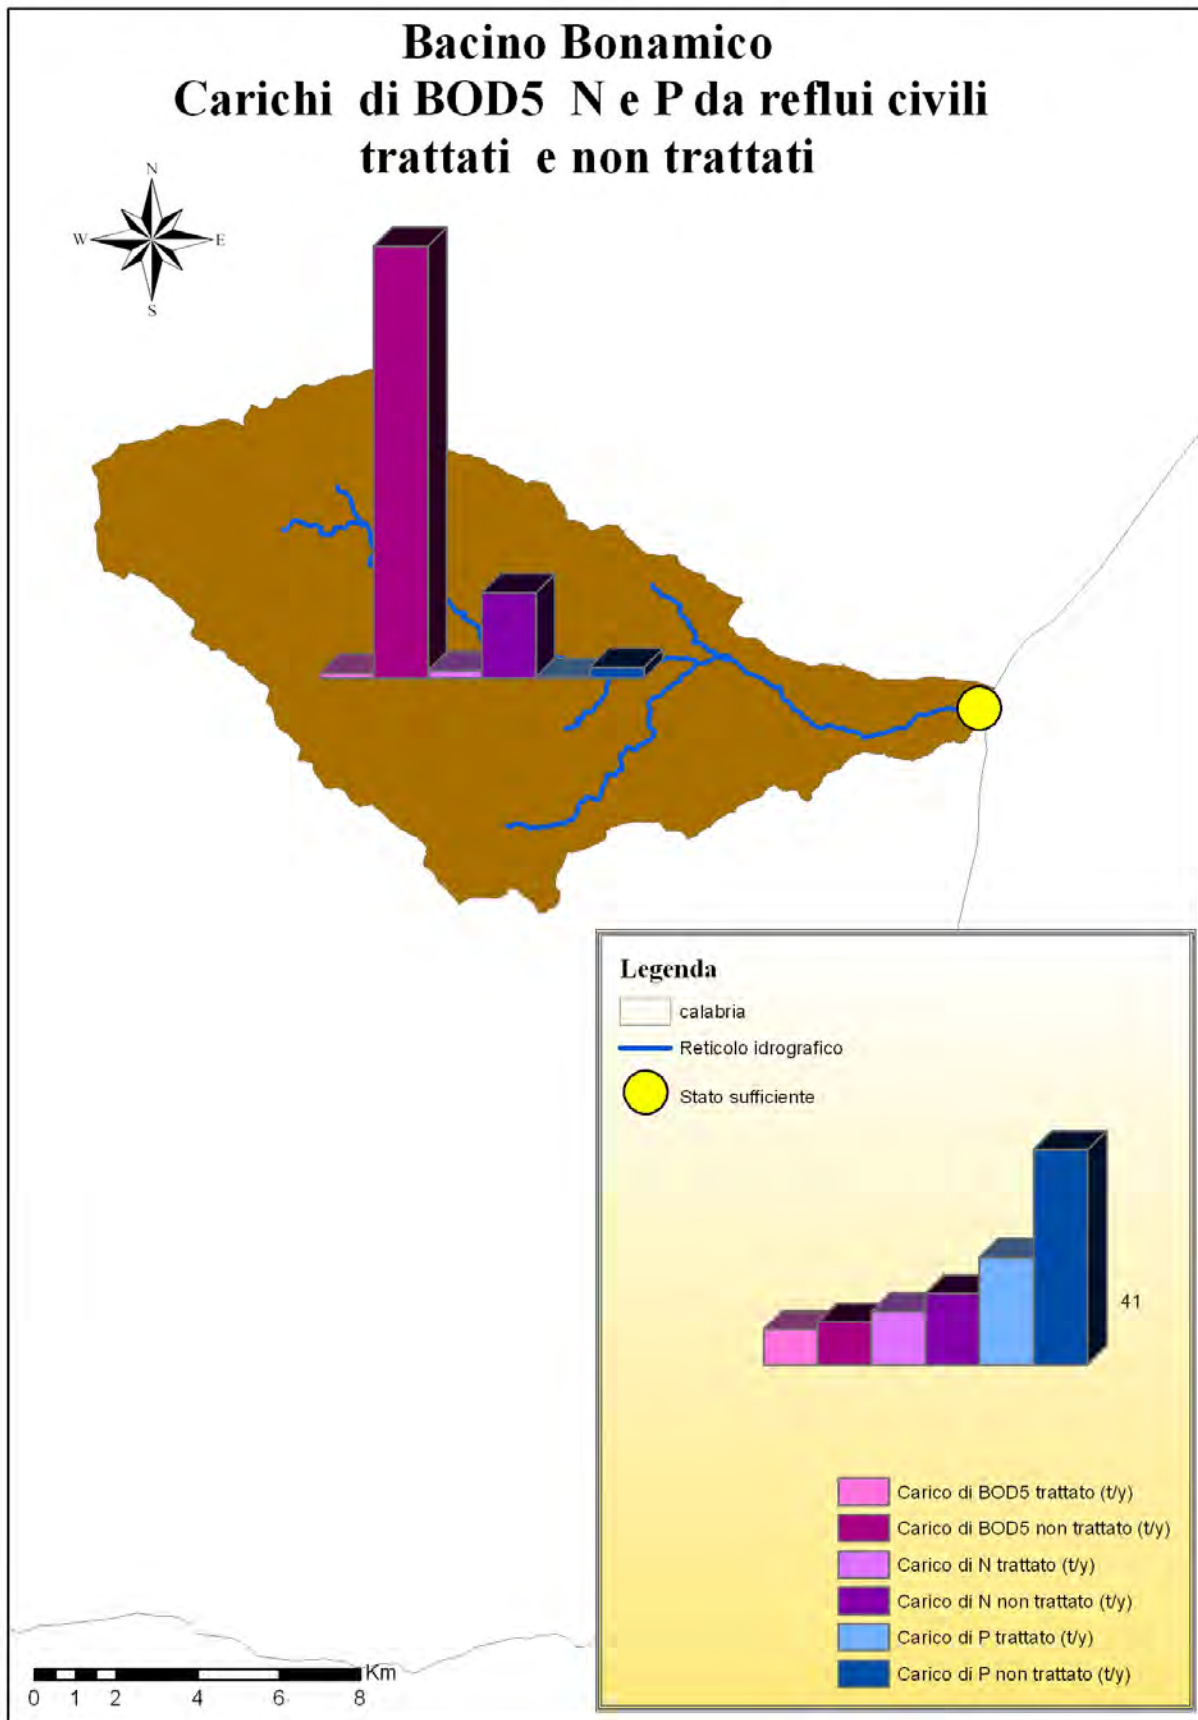 Bacino Bonamico
Carichi di BOD5 N e P da reflui civili
trattati e non trattati
N
W
E
S
Legenda
calabria
Reticolo idrografico
Stato sufficiente
41
Carico di BOD5 trattato (t/y)
Carico di BOD5 non trattato (t/y)
Carico di N trattato (t/y)
Carico di N non trattato (t/y)
Carico di P trattato (t/y)
Carico di P non trattato (t/y)
Km
0 1 2 4 6 8